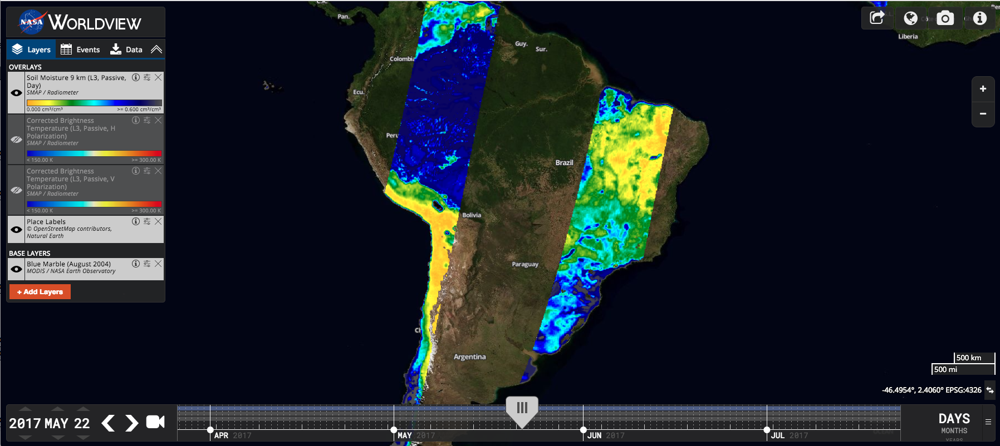 C.R.
Pan.
NASA
WORLDVIEW
Layers
Events
Data
OVERLAYS
Soil Moisture 9 km (L3, Passive,
Day)
SMAP / Radiometer
0.000 cm³/cm³
>= 0.600 cm³/cm³
Corrected Brightness
Temperature (L3, Passive, H
Polarization)
SMAP / Radiometer
< 150.00 K
>= 300.00 K
Corrected Brightness
Temperature (L3, Passive, V
Polarization)
SMAP / Radiometer
< 150.00 K
>= 300.00 K
Place Labels
© OpenStreetMap contributors,
Natural Earth
BASE LAYERS
Blue Marble (August 2004)
MODIS / NASA Earth Observatory
+ Add Layers
Colombia
Guy.
Sur.
Liberia
Ecu.
Peru
Brazil
Bolivia
Paraguay
Argentina
500 km
500 mi
-46.4954°, 2.4060° EPSG:4326
2017 MAY 22
APR 2017
MAY 2017
JUN 2017
JUL 2017
DAYS
MONTHS
YEARS